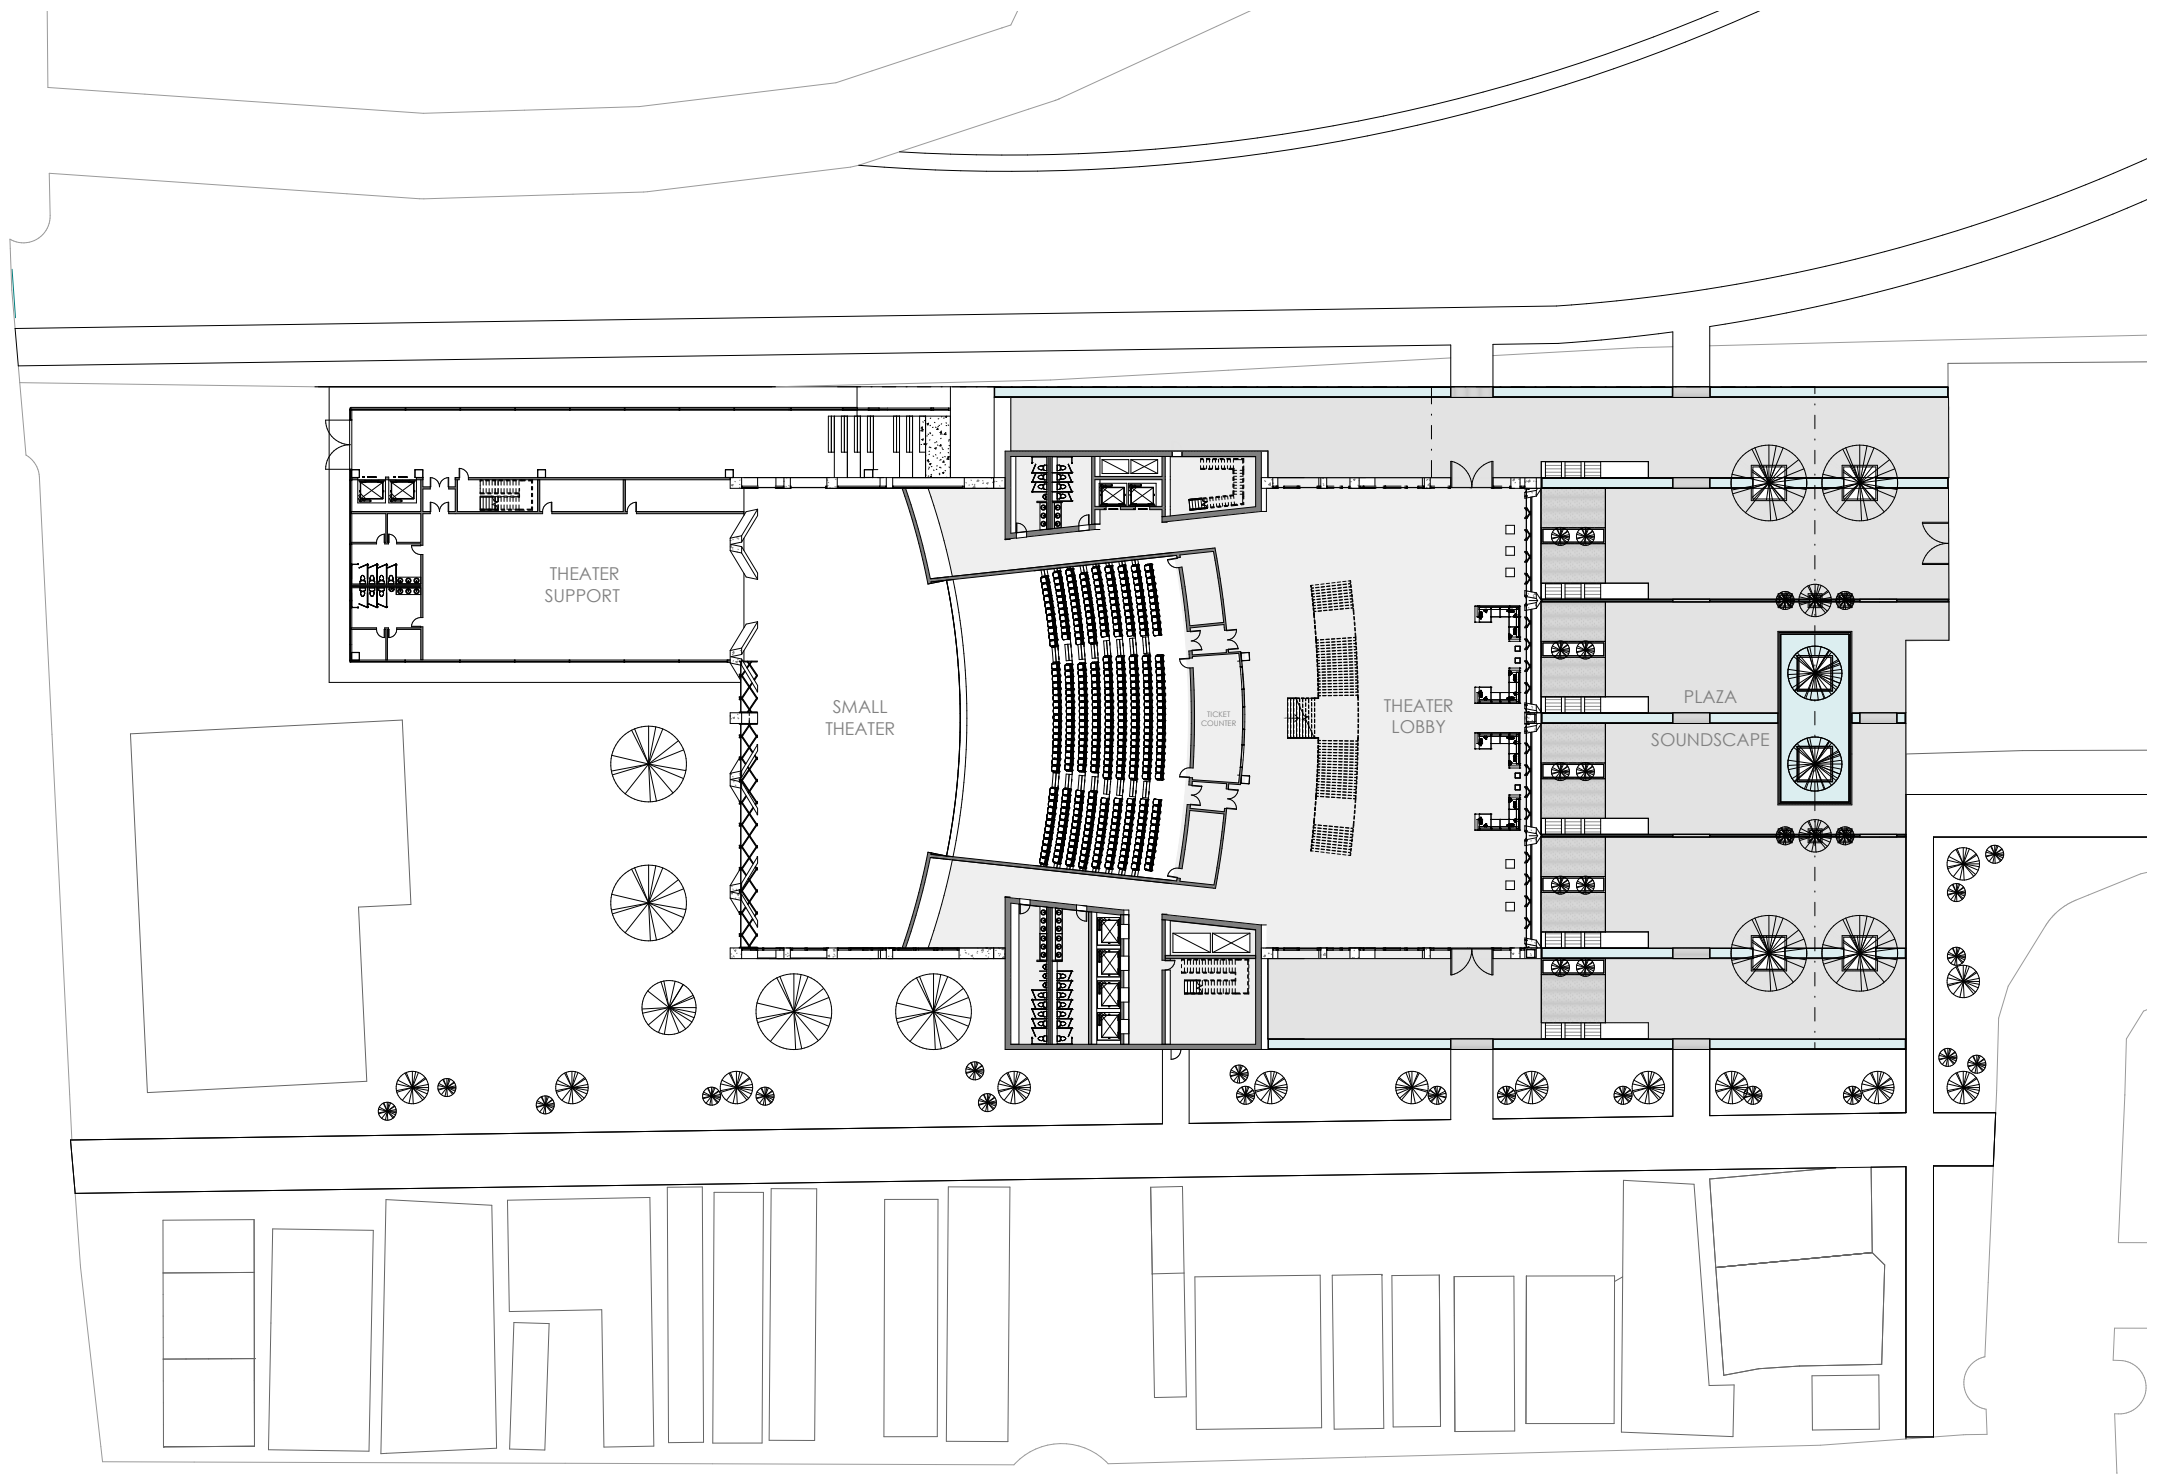 THEATER
SUPPORT
SMALL
THEATER
TICKET
COUNTER
THEATER
LOBBY
PLAZA
SOUNDSCAPE